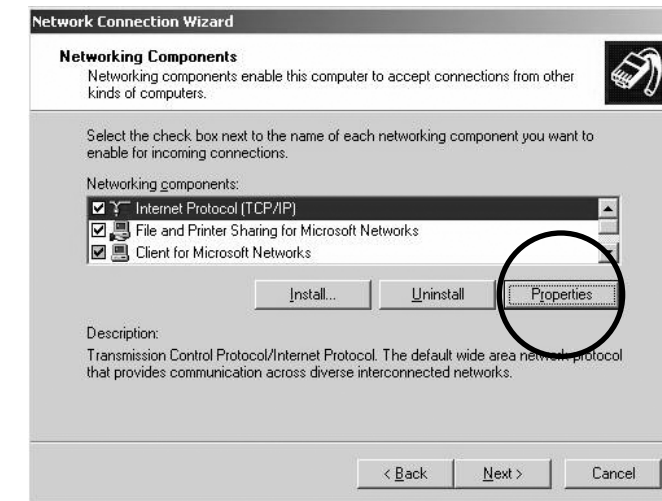 Network Connection Wizard
Networking Components
Networking components enable this computer to accept connections from other
kinds of computers.
Select the check box next to the name of each networking component you want to
enable for incoming connections.
Networking components:
Internet Protocol (TCP/IP)
File and Printer Sharing for Microsoft Networks
Client for Microsoft Networks
Install... Uninstall Properties
Description:
Transmission Control Protocol/Internet Protocol. The default wide area network protocol
that provides communication across diverse interconnected networks.
< Back Next > Cancel